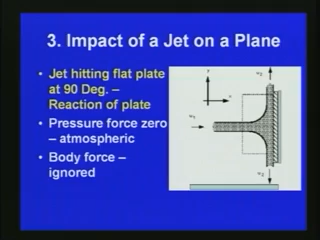 3. Impact of a Jet on a Plane
• Jet hitting flat plate
at 90 Deg. –
Reaction of plate
• Pressure force zero
– atmospheric
• Body force –
ignored